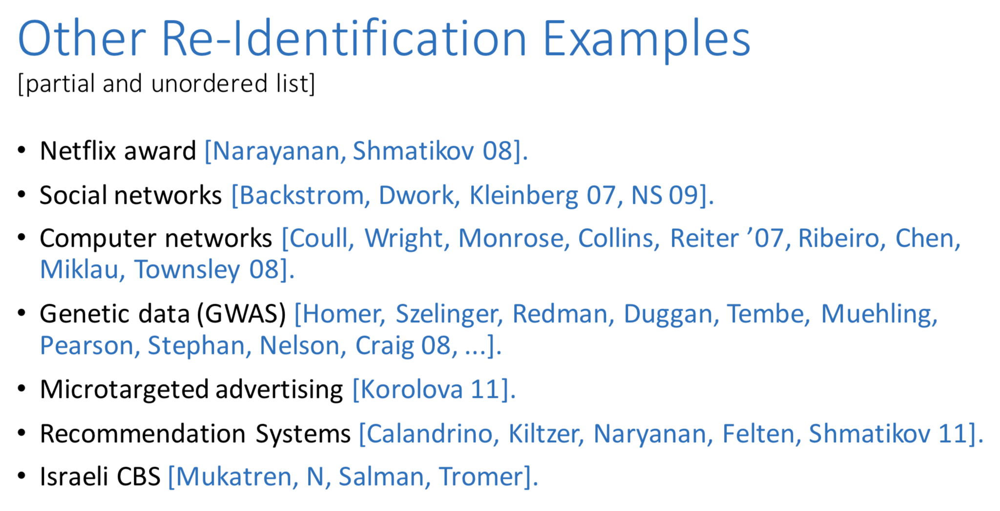 Other Re-Identification Examples
[partial and unordered list]
• Netflix award [Narayanan, Shmatikov 08].
• Social networks [Backstrom, Dwork, Kleinberg 07, NS 09].
• Computer networks [Coull, Wright, Monrose, Collins, Reiter ’07, Ribeiro, Chen,
Miklau, Townsley 08].
• Genetic data (GWAS) [Homer, Szelinger, Redman, Duggan, Tembe, Muehling,
Pearson, Stephan, Nelson, Craig 08, ...].
• Microtargeted advertising [Korolova 11].
• Recommendation Systems [Calandrino, Kiltzer, Naryanan, Felten, Shmatikov 11].
• Israeli CBS [Mukatren, N, Salman, Tromer].